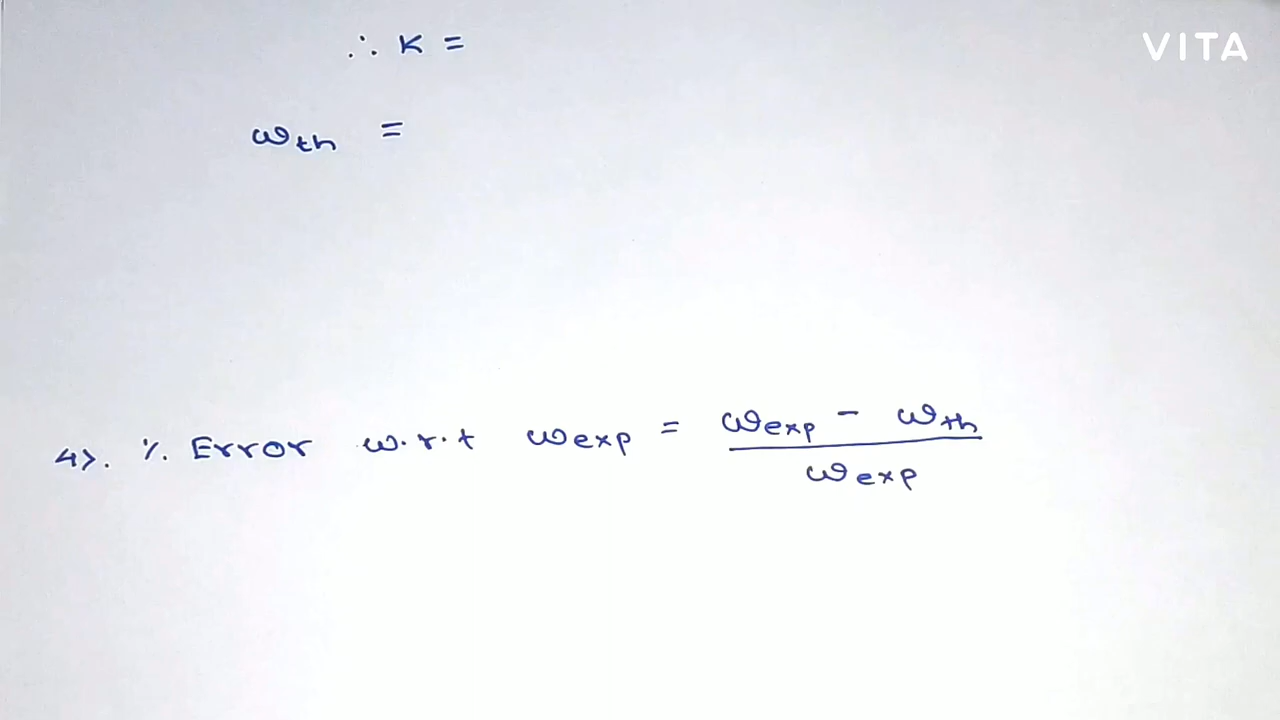 ∴ K =
VITA
ωth =
4>. % Error w.r.t ωexp = ωexp - ωth / ωexp